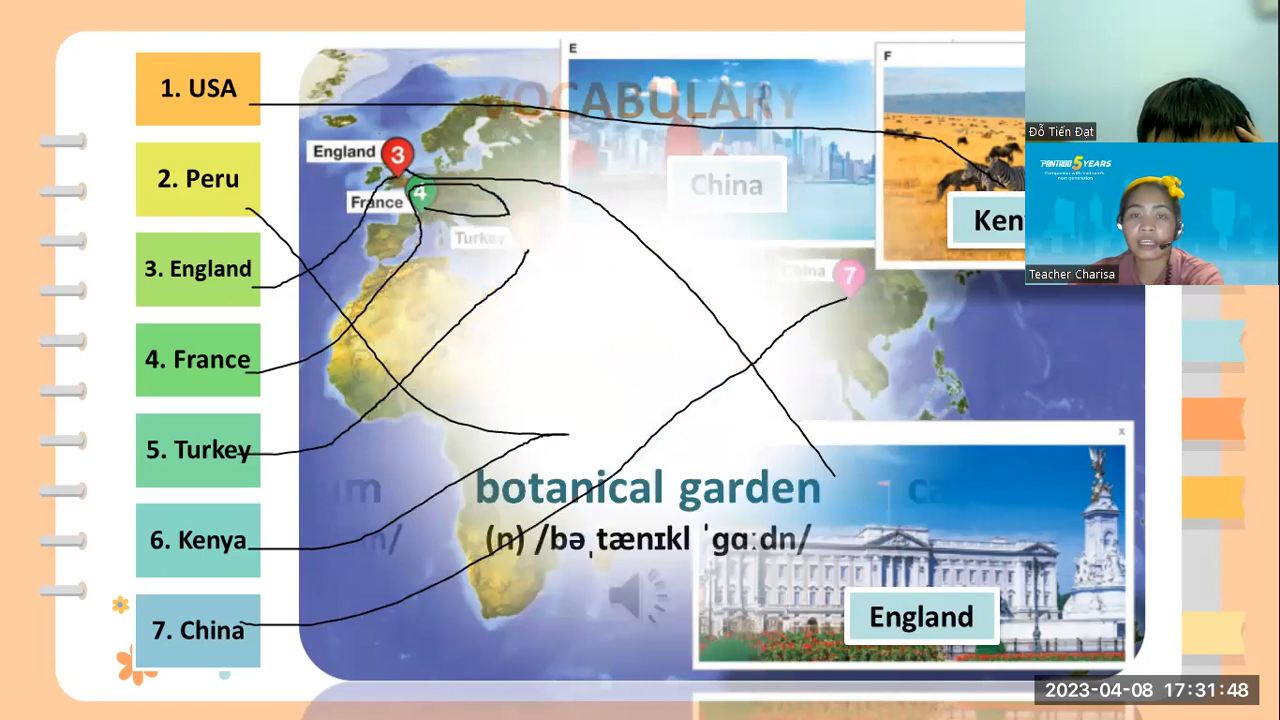 1. USA
2. Peru
3. England
4. France
5. Turkey
6. Kenya
7. China
VOCABULARY
E
F
England
3
France
4
Turkey
China
China
7
botanical garden
(n) /bəˌtænɪkl ˈɡɑːdn/
England
Đỗ Tiến Đạt
5 YEARS
Teacher Charisa
2023-04-08 17:31:48